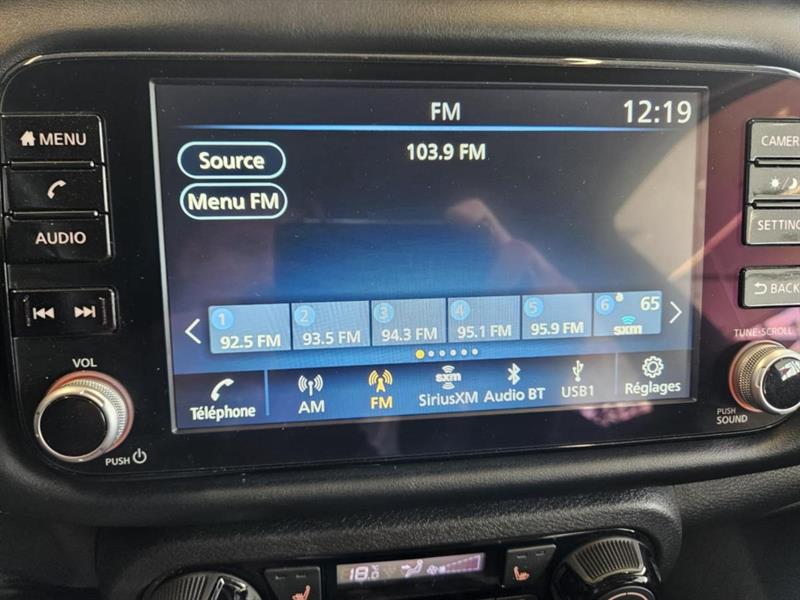 FM
12:19
MENU
Source
103.9 FM
CAMER
Menu FM
AUDIO
SETTING
BACK
1 2 3 4 5 6 65
92.5 FM 93.5 FM 94.3 FM 95.1 FM 95.9 FM sxm
TUNE-SCROLL
VOL
Téléphone AM FM sxm SiriusXM Audio BT USB1 Réglages
PUSH
PUSH SOUND
18